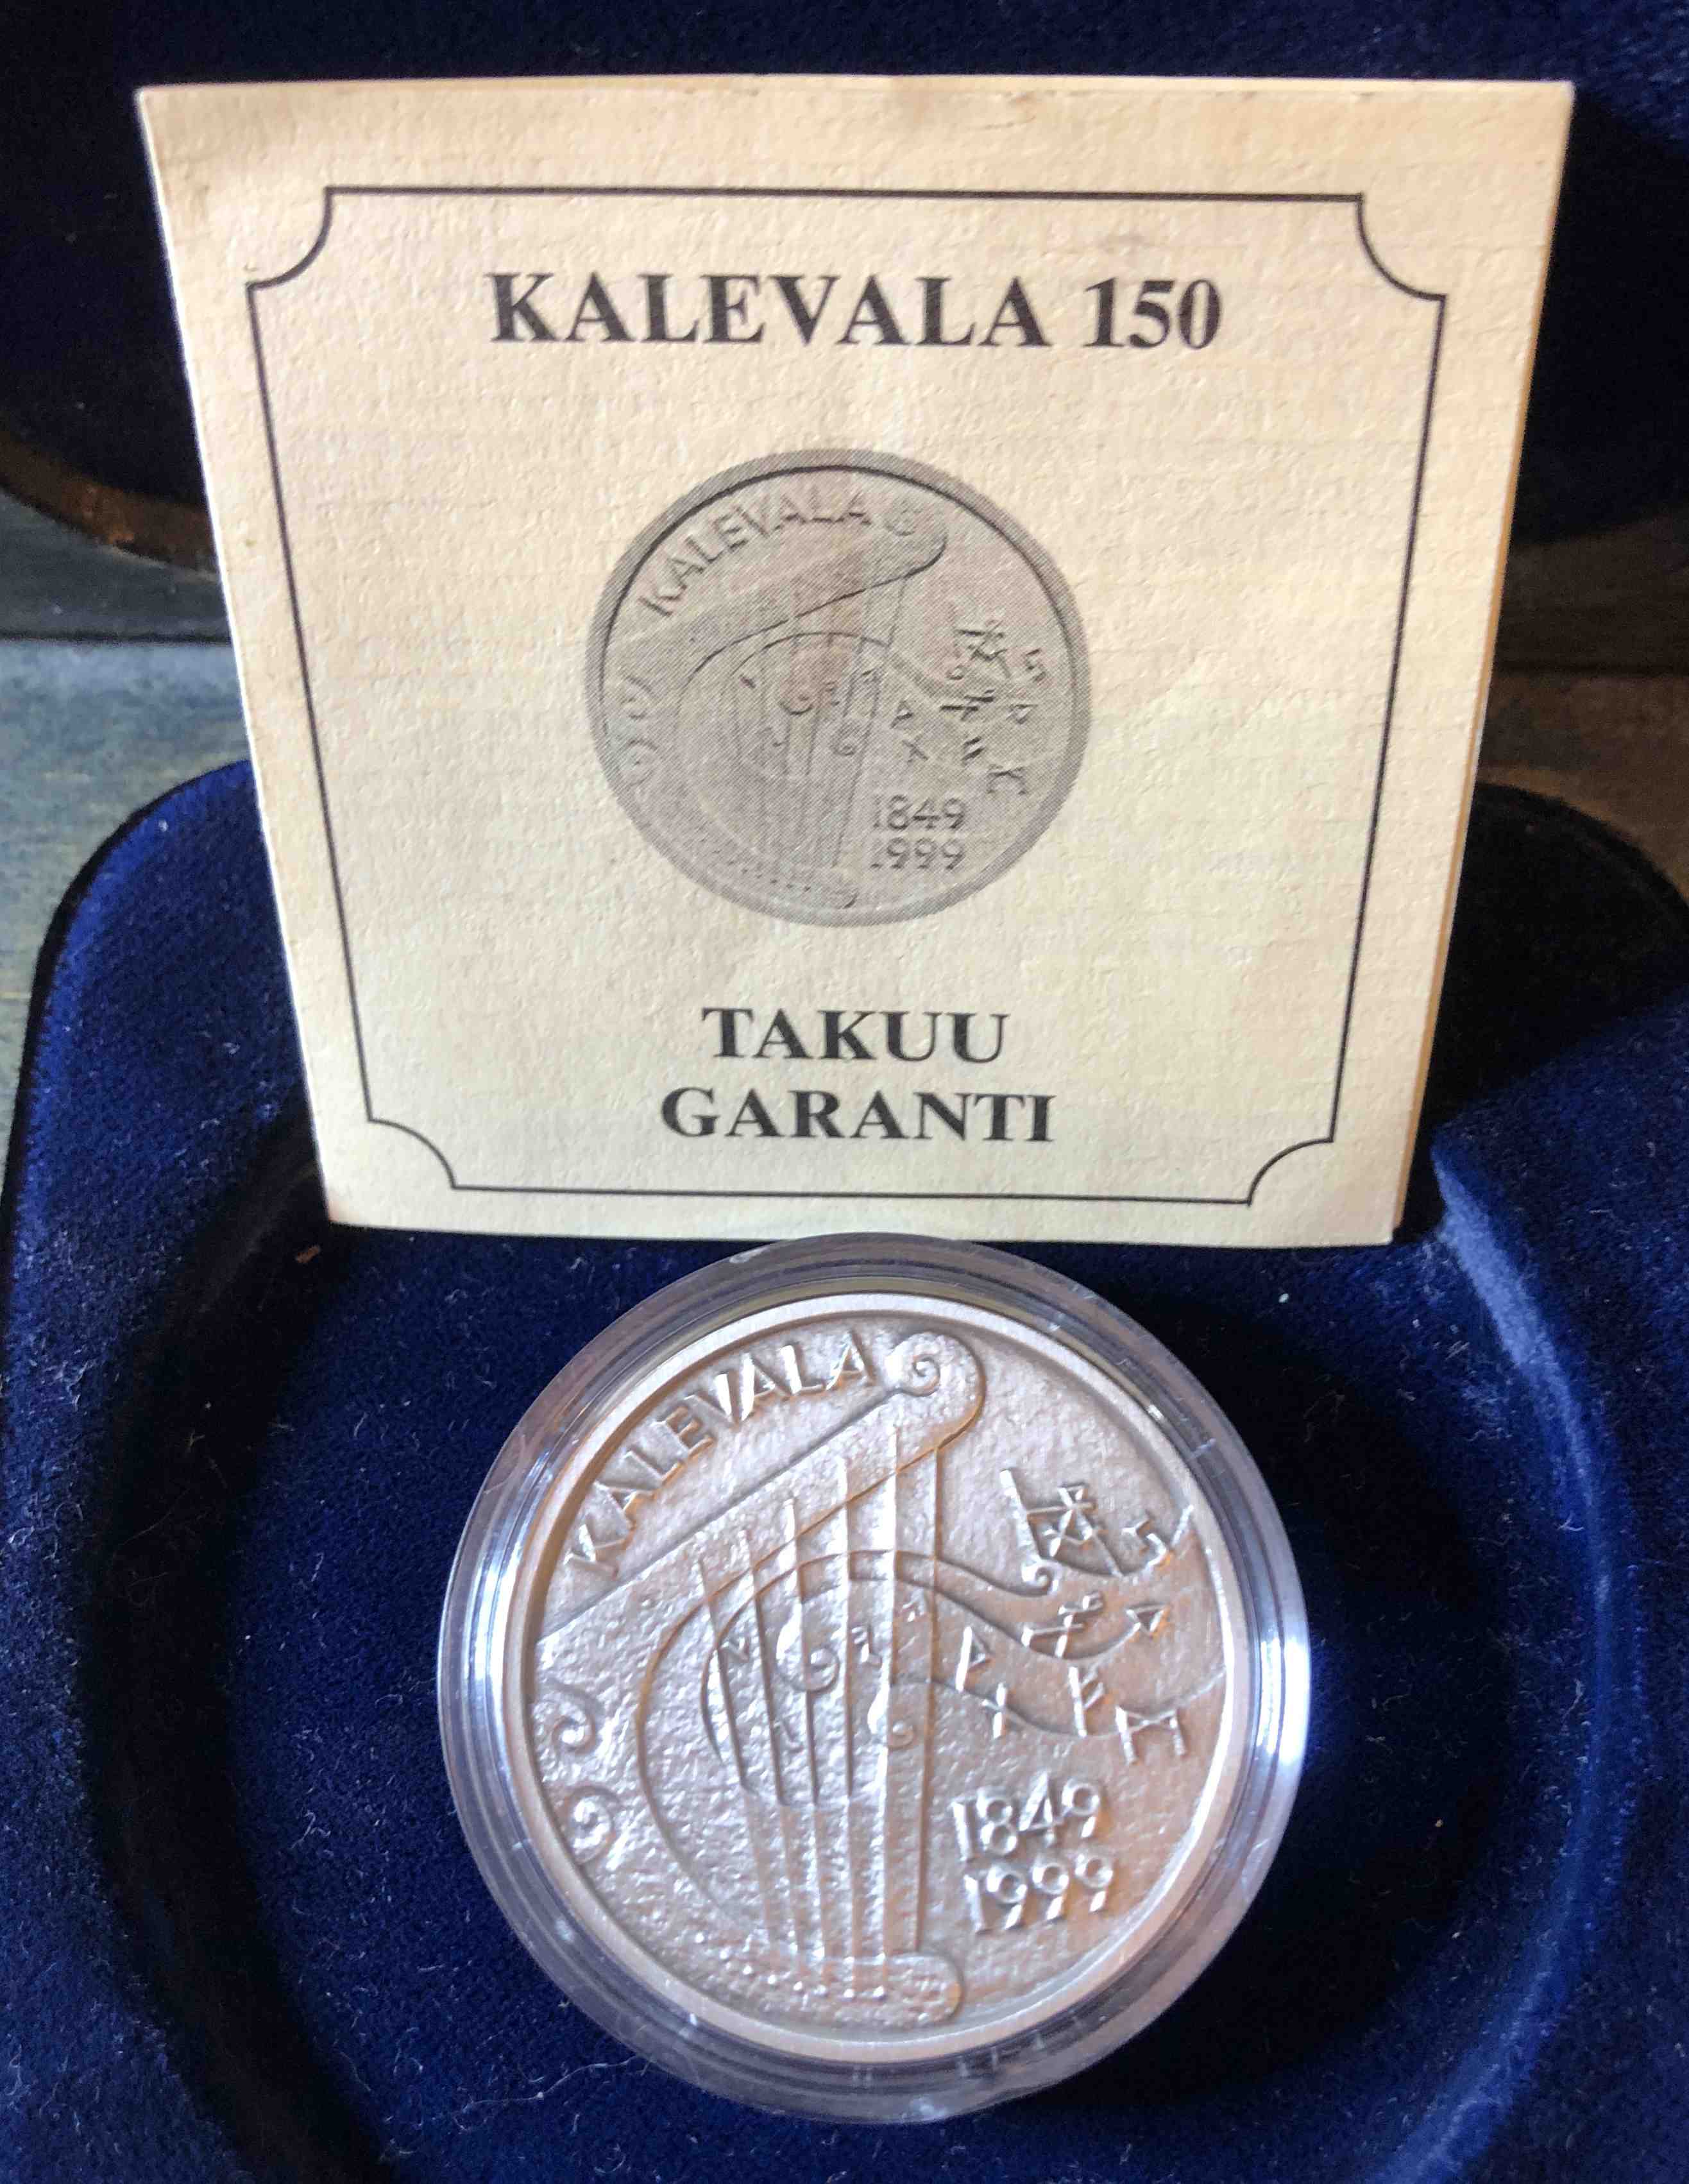 KALEVALA 150
KALEVALA
1849
1999
TAKUU
GARANTI
KALEVALA
1849
1999